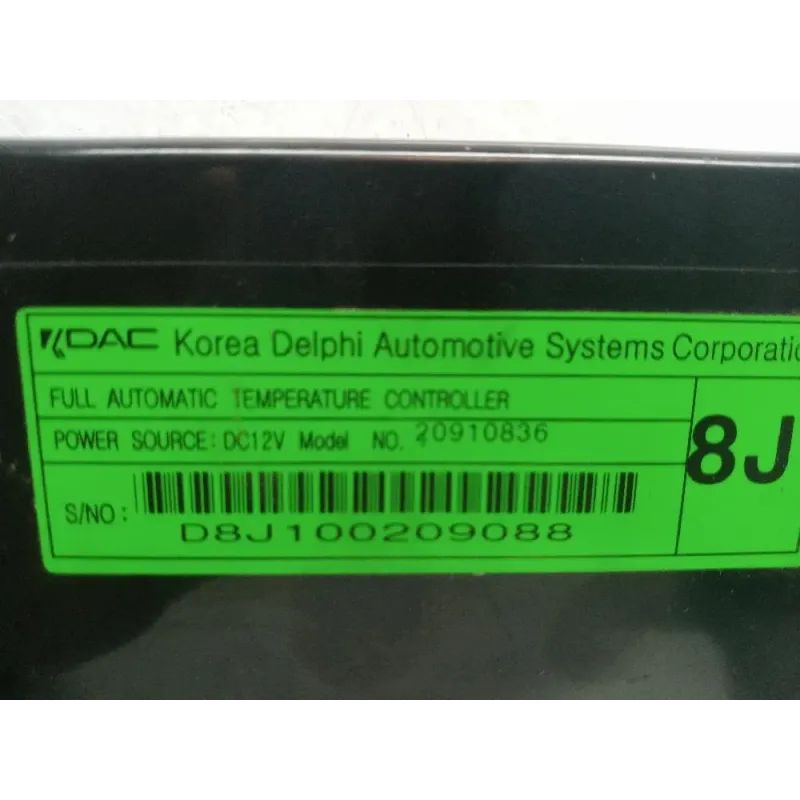 KDAC Korea Delphi Automotive Systems Corporatio
FULL AUTOMATIC TEMPERATURE CONTROLLER
POWER SOURCE: DC12V Model NO. 20910836
8J
S/NO:
D8J100209088